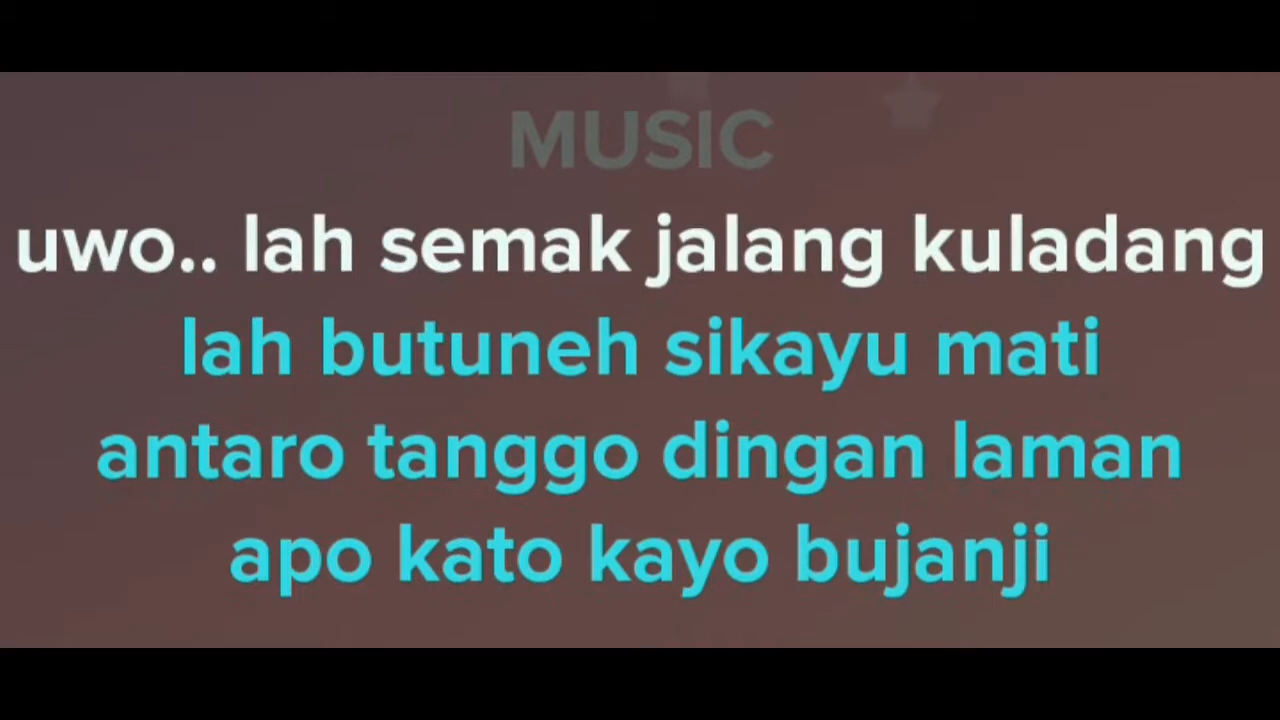 MUSIC
uwo.. lah semak jalang kuladang
lah butuneh sikayu mati
antaro tanggo dingan laman
apo kato kayo bujanji